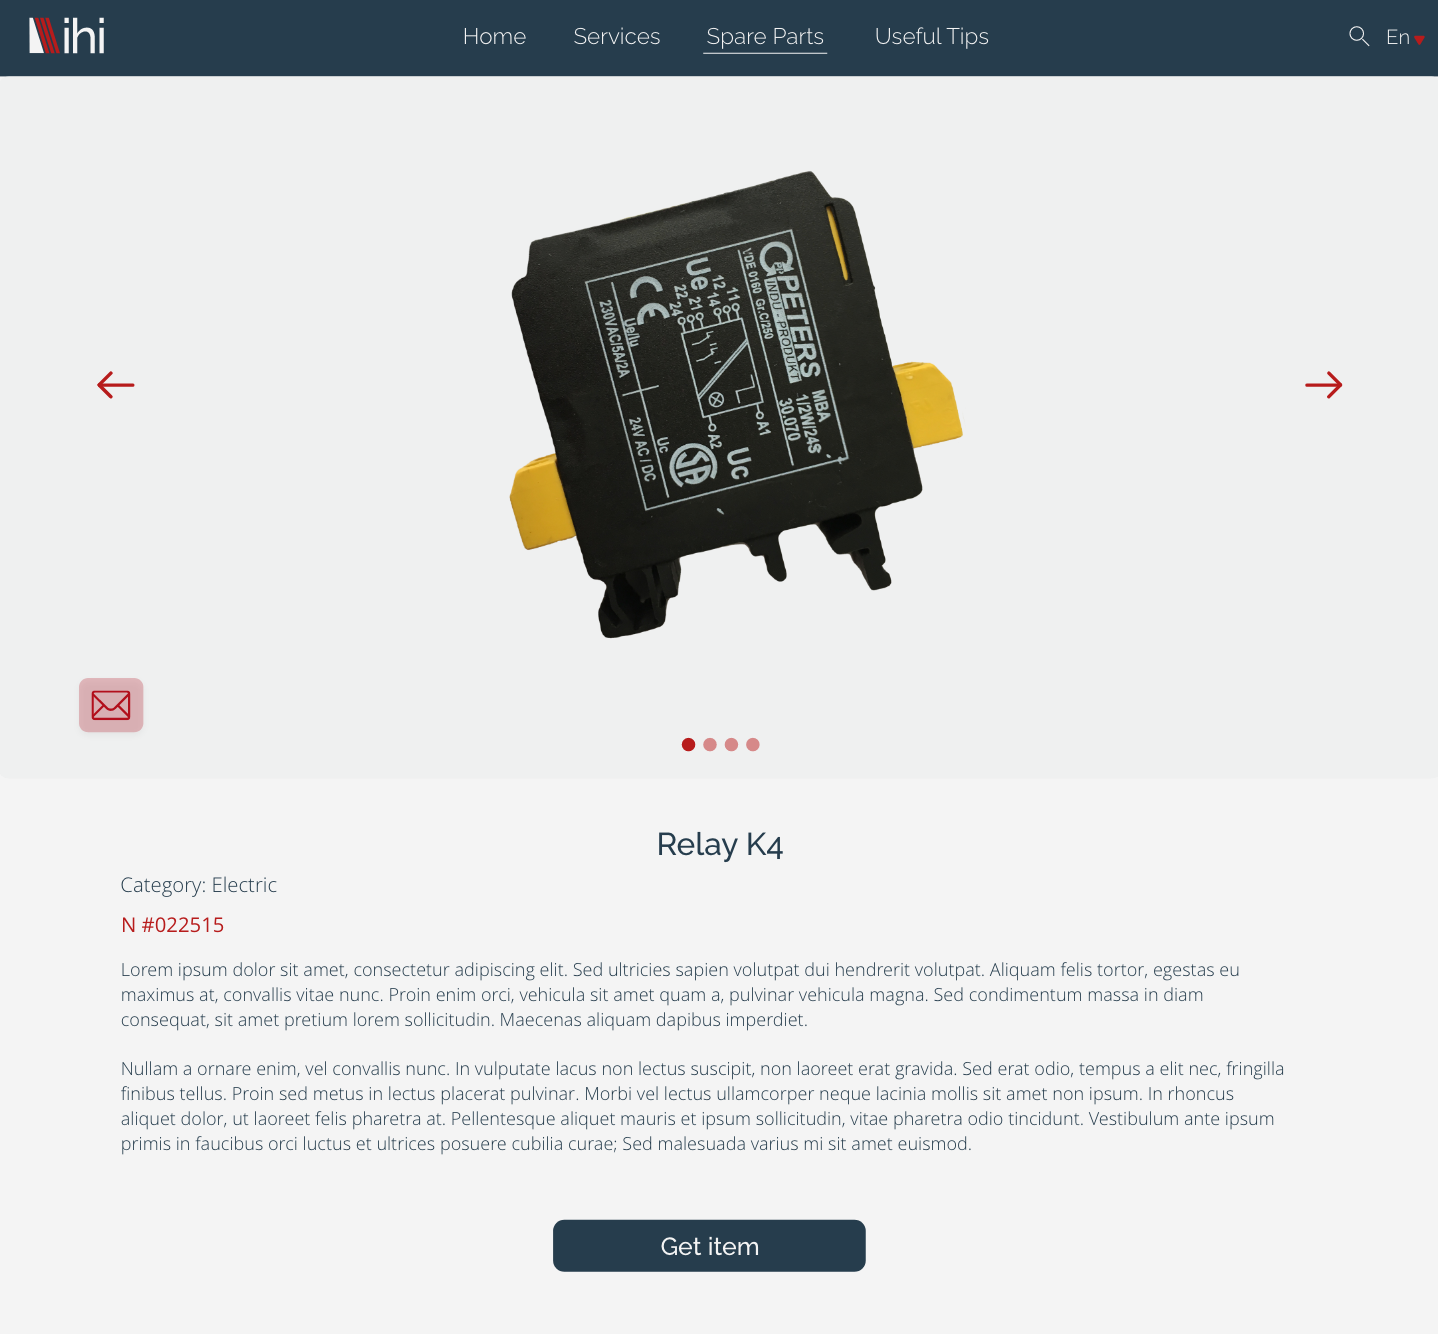 ihi
Home
Services
Spare Parts
Useful Tips
En
PETERS
INDU - PRODUKT
VDE 0160 Gr.C/250
MBA
1/2W/24S
30.070
Ue
11
12 14
21
22 24
CE
Ue/Iu
230VAC/5A/2A
A1
A2
Uc
Uc
24V AC / DC
Relay K4
Category: Electric
N #022515
Lorem ipsum dolor sit amet, consectetur adipiscing elit. Sed ultricies sapien volutpat dui hendrerit volutpat. Aliquam felis tortor, egestas eu
maximus at, convallis vitae nunc. Proin enim orci, vehicula sit amet quam a, pulvinar vehicula magna. Sed condimentum massa in diam
consequat, sit amet pretium lorem sollicitudin. Maecenas aliquam dapibus imperdiet.
Nullam a ornare enim, vel convallis nunc. In vulputate lacus non lectus suscipit, non laoreet erat gravida. Sed erat odio, tempus a elit nec, fringilla
finibus tellus. Proin sed metus in lectus placerat pulvinar. Morbi vel lectus ullamcorper neque lacinia mollis sit amet non ipsum. In rhoncus
aliquet dolor, ut laoreet felis pharetra at. Pellentesque aliquet mauris et ipsum sollicitudin, vitae pharetra odio tincidunt. Vestibulum ante ipsum
primis in faucibus orci luctus et ultrices posuere cubilia curae; Sed malesuada varius mi sit amet euismod.
Get item